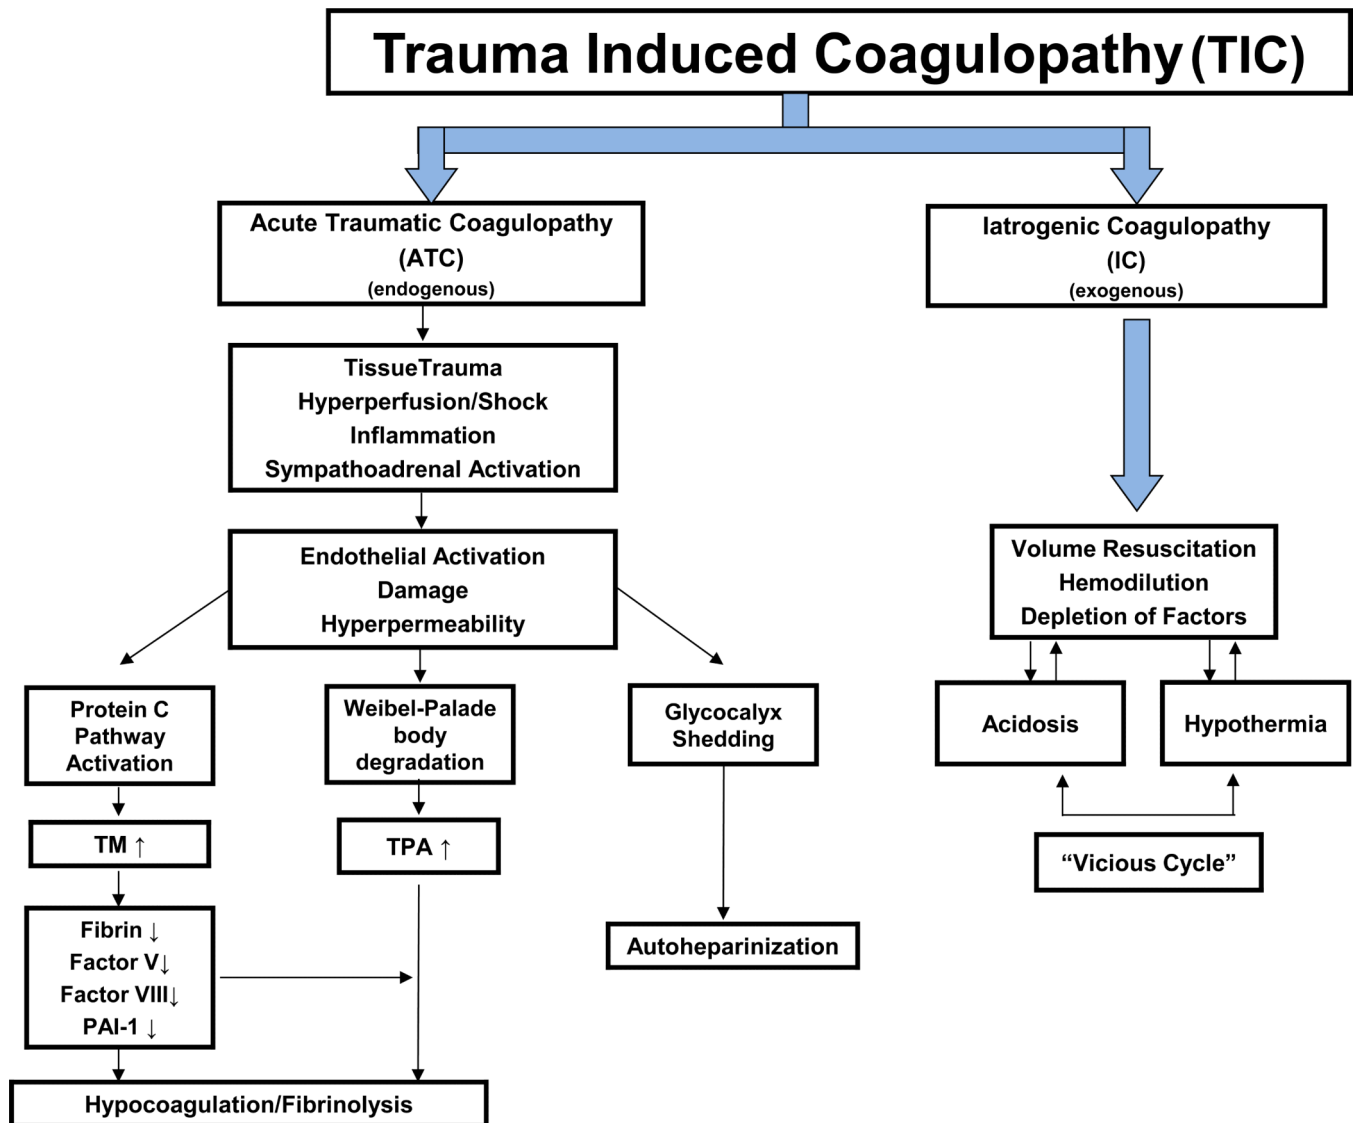 Trauma Induced Coagulopathy (TIC)
Acute Traumatic Coagulopathy
(ATC)
(endogenous)
Iatrogenic Coagulopathy
(IC)
(exogenous)
TissueTrauma
Hyperperfusion/Shock
Inflammation
Sympathoadrenal Activation
Endothelial Activation
Damage
Hyperpermeability
Volume Resuscitation
Hemodilution
Depletion of Factors
Protein C
Pathway
Activation
Weibel-Palade
body
degradation
Glycocalyx
Shedding
Acidosis
Hypothermia
TM ↑
TPA ↑
“Vicious Cycle”
Fibrin ↓
Factor V↓
Factor VIII↓
PAI-1 ↓
Autoheparinization
Hypocoagulation/Fibrinolysis